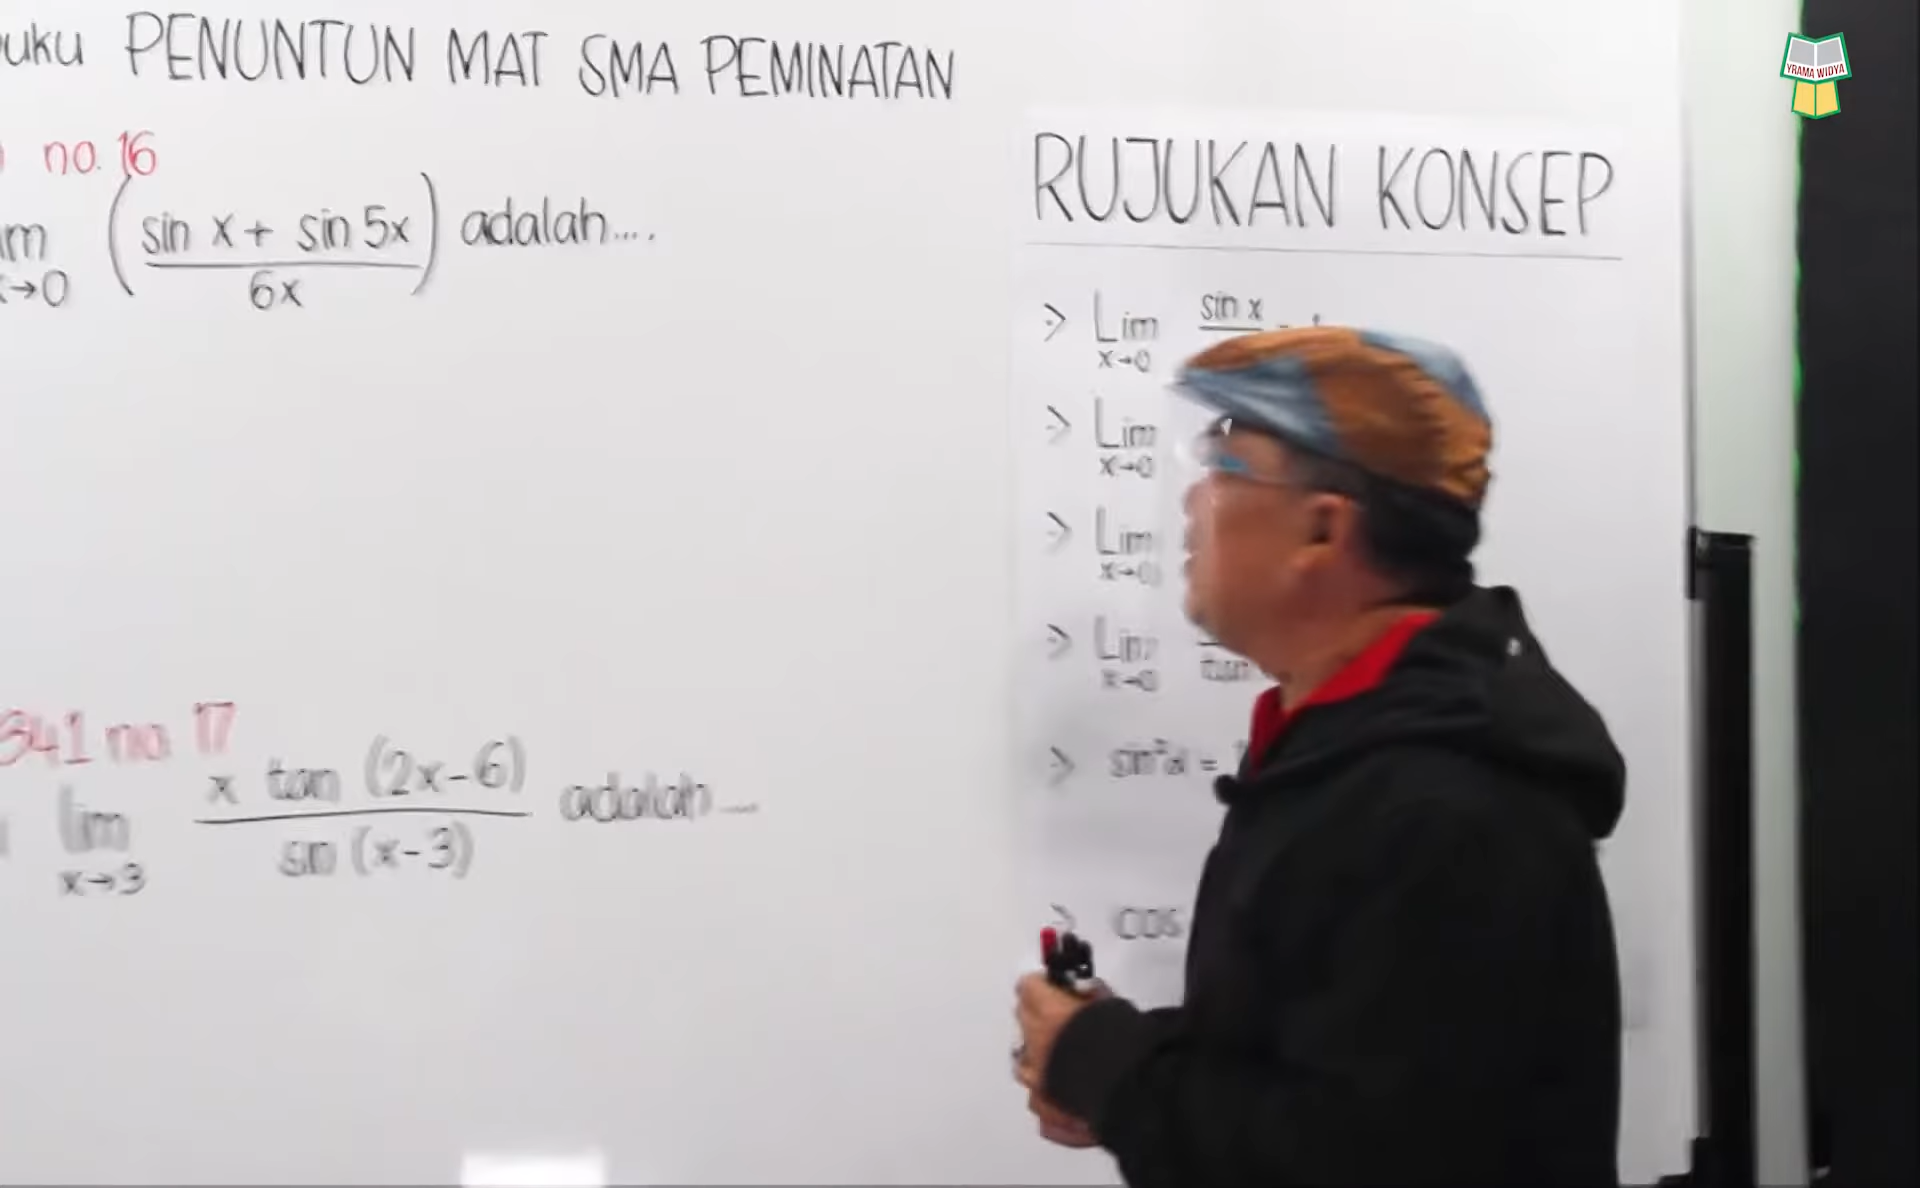 uku PENUNTUN MAT SMA PEMINATAN
no. 16
im x→0 (sin x + sin 5x / 6x) adalah....
341 no 17
lim x→3 x tan (2x-6) / sin (x-3) adalah....
RUJUKAN KONSEP
> Lim x→0 sin x
> Lim x→0
> Lim x→0
> Lim x→0 tan
> sin²α =
> cos
YRAMA WIDYA